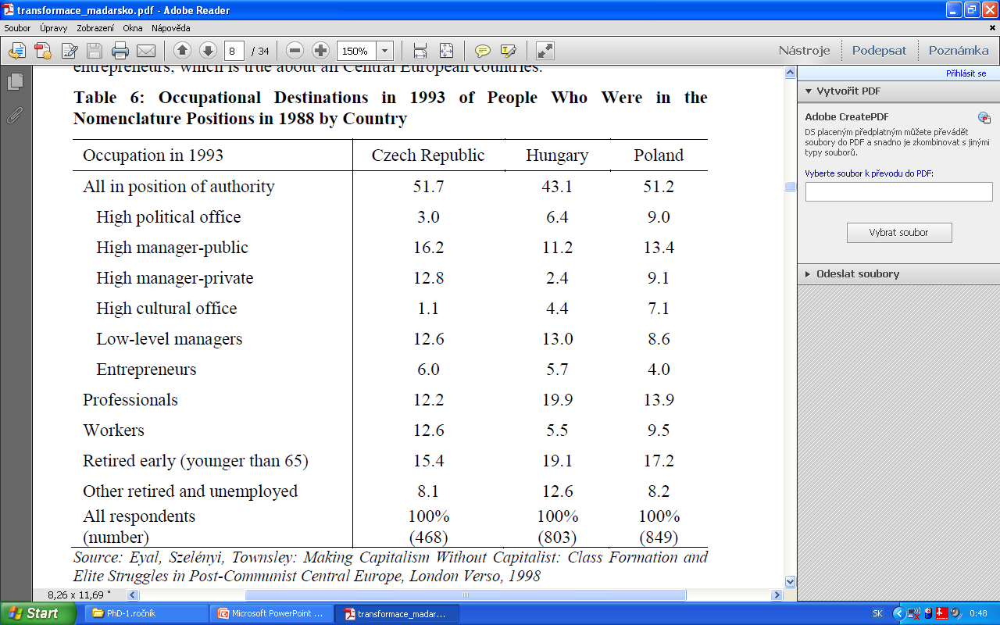 transformace_madarsko.pdf - Adobe Reader
Soubor Úpravy Zobrazení Okna Nápověda
8 / 34 150% Nástroje Podepsat Poznámka
entrepreneurs, which is true about all Central European countries.
Table 6: Occupational Destinations in 1993 of People Who Were in the
Nomenclature Positions in 1988 by Country
Occupation in 1993 Czech Republic Hungary Poland
All in position of authority 51.7 43.1 51.2
High political office 3.0 6.4 9.0
High manager-public 16.2 11.2 13.4
High manager-private 12.8 2.4 9.1
High cultural office 1.1 4.4 7.1
Low-level managers 12.6 13.0 8.6
Entrepreneurs 6.0 5.7 4.0
Professionals 12.2 19.9 13.9
Workers 12.6 5.5 9.5
Retired early (younger than 65) 15.4 19.1 17.2
Other retired and unemployed 8.1 12.6 8.2
All respondents 100% 100% 100%
(number) (468) (803) (849)
Source: Eyal, Szelényi, Townsley: Making Capitalism Without Capitalist: Class Formation and
Elite Struggles in Post-Communist Central Europe, London Verso, 1998
8,26 x 11,69 "
Přihlásit se
Vytvořit PDF
Adobe CreatePDF
DS placeným předplatným můžete převádět
soubory do PDF a snadno je zkombinovat s jinými
typy souborů.
Vyberte soubor k převodu do PDF:
Vybrat soubor
Odeslat soubory
Start PhD-1.ročník Microsoft PowerPoint ... transformace_madar... SK 0:48